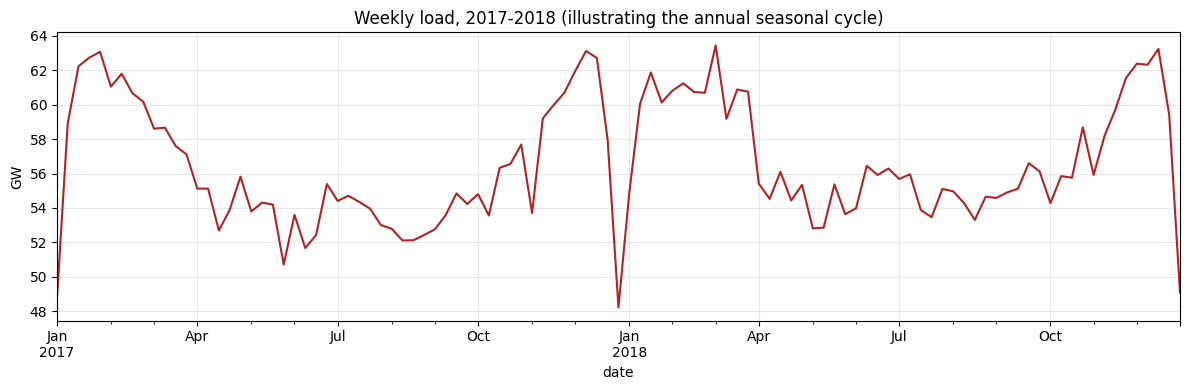 Weekly load, 2017-2018 (illustrating the annual seasonal cycle)
64
62
60
58
56
54
52
50
48
GW
Jan Apr Jul Oct Jan Apr Jul Oct
2017 2018
date